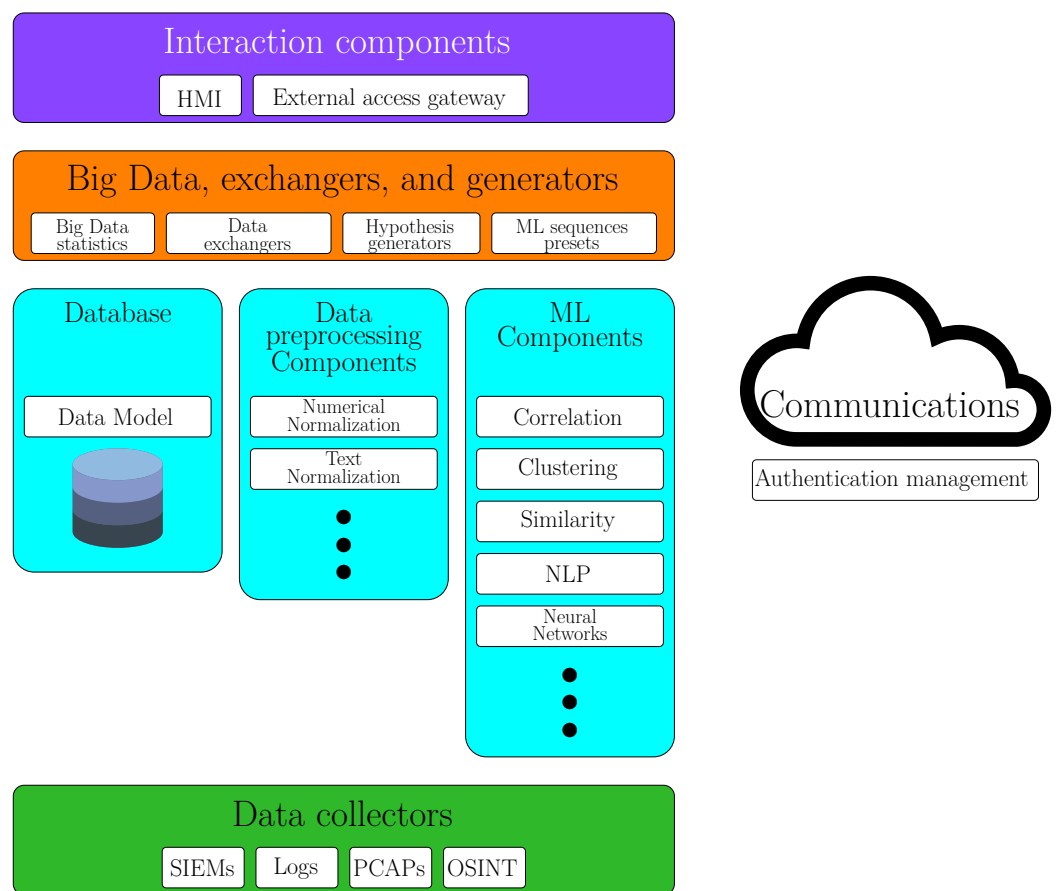 Interaction components
HMI
External access gateway
Big Data, exchangers, and generators
Big Data
statistics
Data
exchangers
Hypothesis
generators
ML sequences
presets
Database
Data Model
Data
preprocessing
Components
Numerical
Normalization
Text
Normalization
ML
Components
Correlation
Clustering
Similarity
NLP
Neural
Networks
Communications
Authentication management
Data collectors
SIEMs
Logs
PCAPs
OSINT